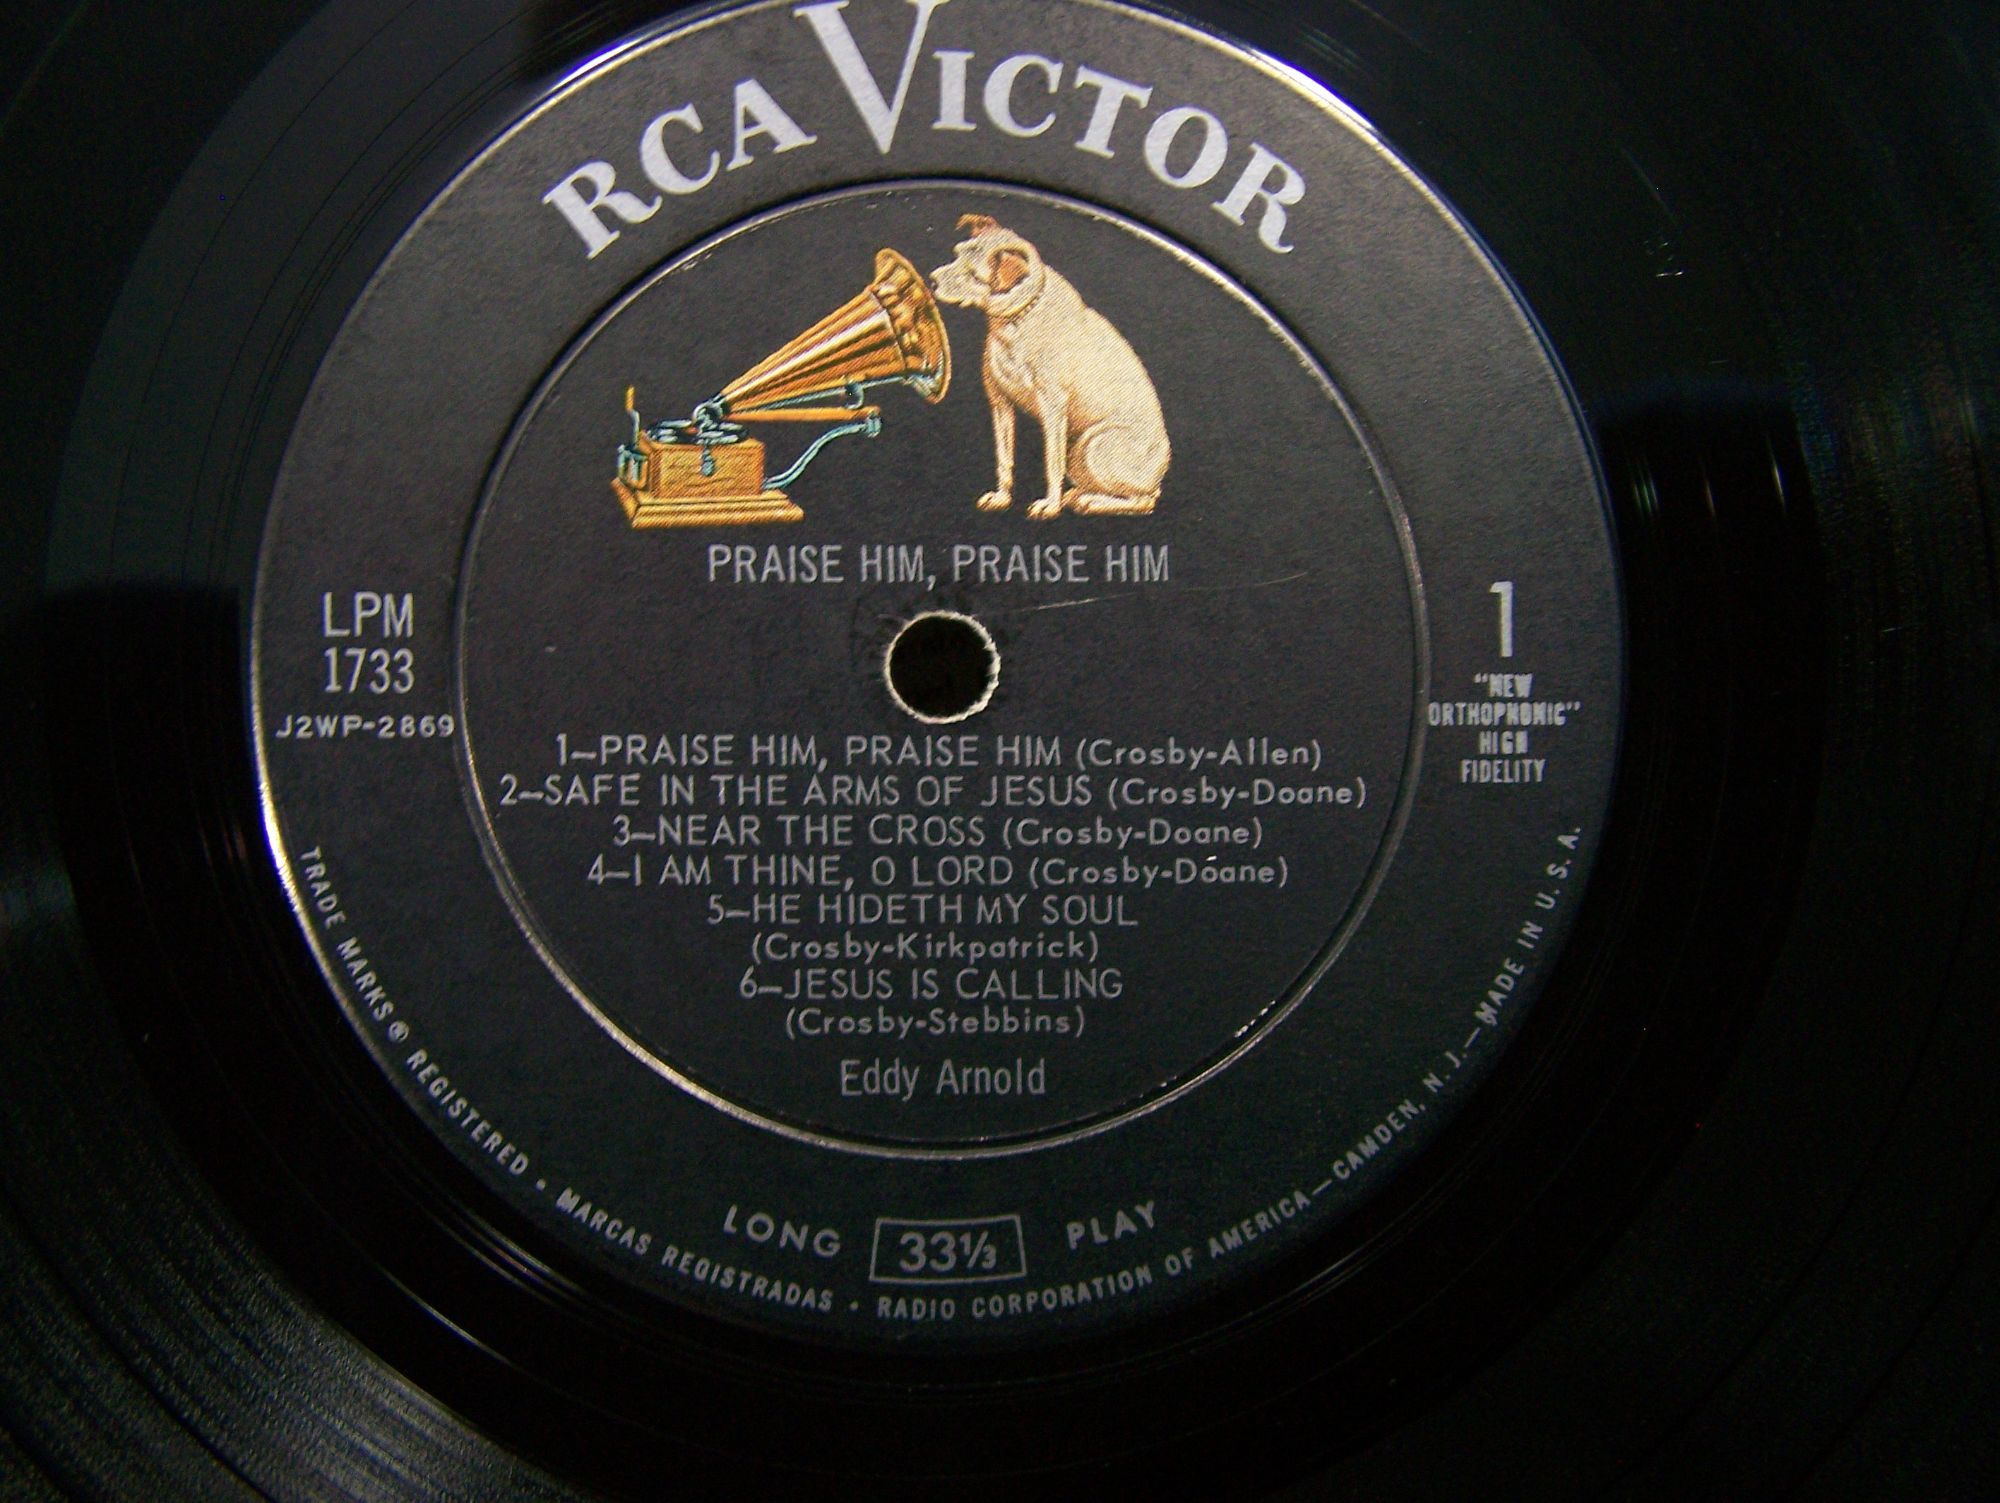 RCA VICTOR
PRAISE HIM, PRAISE HIM
LPM
1733
J2WP-2869
1
"NEW
ORTHOPHONIC"
HIGH
FIDELITY
1—PRAISE HIM, PRAISE HIM (Crosby-Allen)
2—SAFE IN THE ARMS OF JESUS (Crosby-Doane)
3—NEAR THE CROSS (Crosby-Doane)
4—I AM THINE, O LORD (Crosby-Doane)
5—HE HIDETH MY SOUL
(Crosby-Kirkpatrick)
6—JESUS IS CALLING
(Crosby-Stebbins)
Eddy Arnold
LONG 33⅓ PLAY
TRADE MARKS ® REGISTERED • MARCAS REGISTRADAS • RADIO CORPORATION OF AMERICA—CAMDEN, N. J.—MADE IN U. S. A.